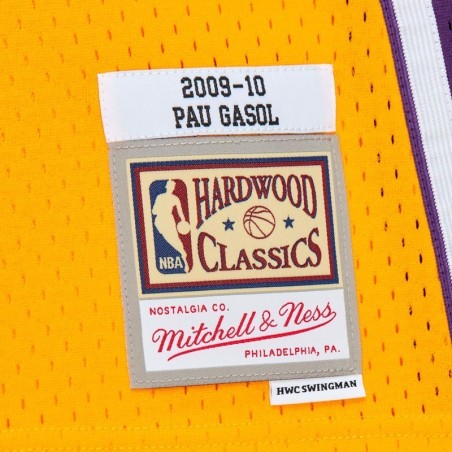 2009-10
PAU GASOL
HARDWOOD
CLASSICS
NBA
NOSTALGIA CO.
Mitchell & Ness
PHILADELPHIA, PA.
HWC SWINGMAN